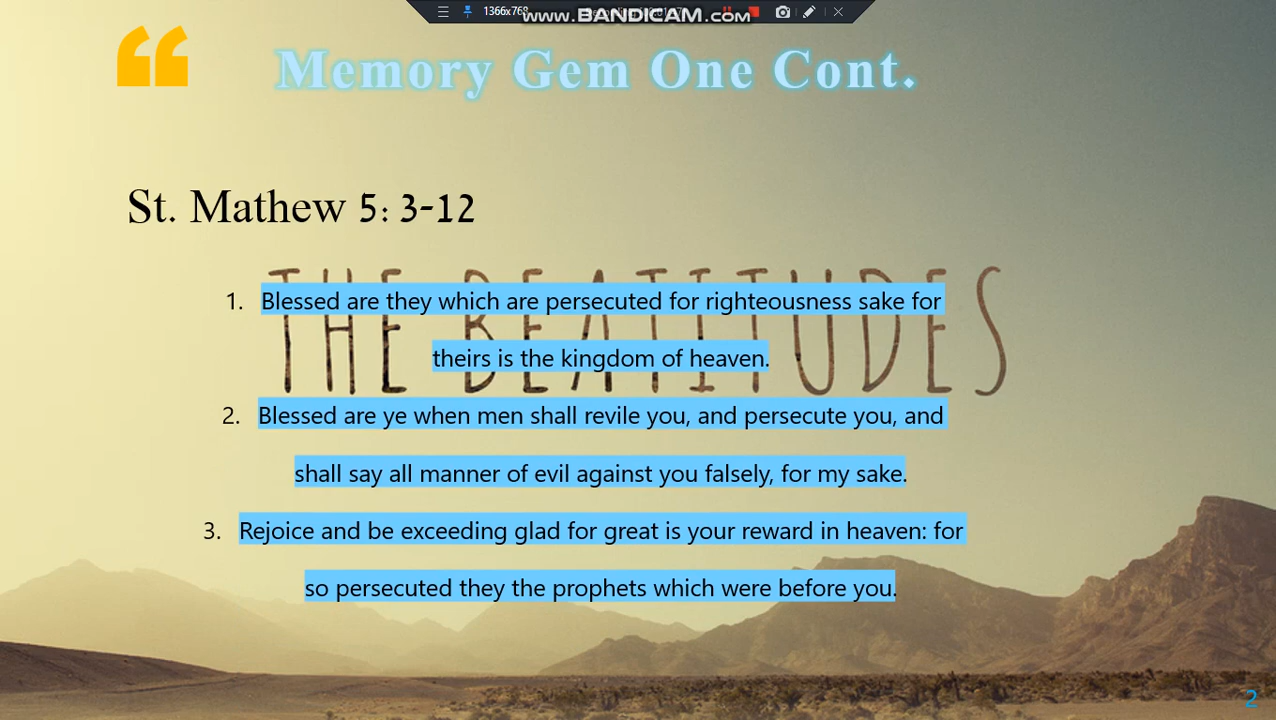 1366x768
www.BANDICAM.com
“
Memory Gem One Cont.
St. Mathew 5: 3-12
THE BEATITUDES
1. Blessed are they which are persecuted for righteousness sake for
theirs is the kingdom of heaven.
2. Blessed are ye when men shall revile you, and persecute you, and
shall say all manner of evil against you falsely, for my sake.
3. Rejoice and be exceeding glad for great is your reward in heaven: for
so persecuted they the prophets which were before you.
2